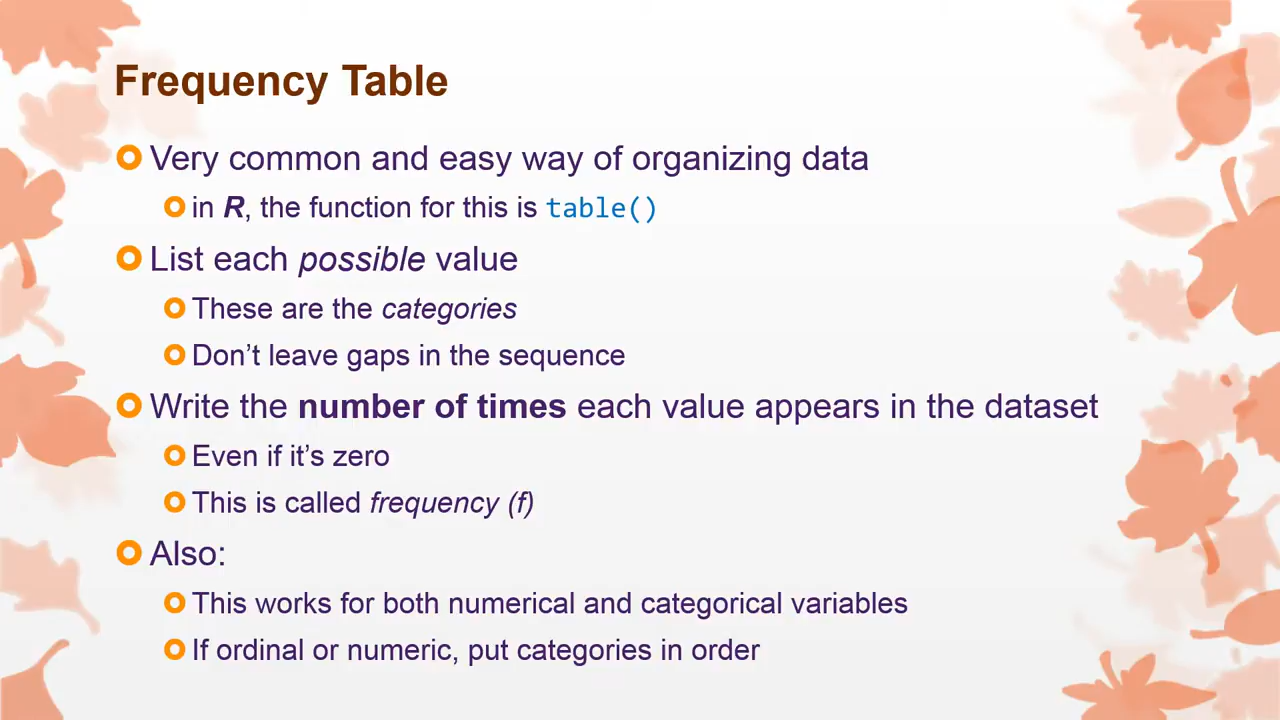 Frequency Table
Very common and easy way of organizing data
in R, the function for this is table()
List each possible value
These are the categories
Don’t leave gaps in the sequence
Write the number of times each value appears in the dataset
Even if it’s zero
This is called frequency (f)
Also:
This works for both numerical and categorical variables
If ordinal or numeric, put categories in order